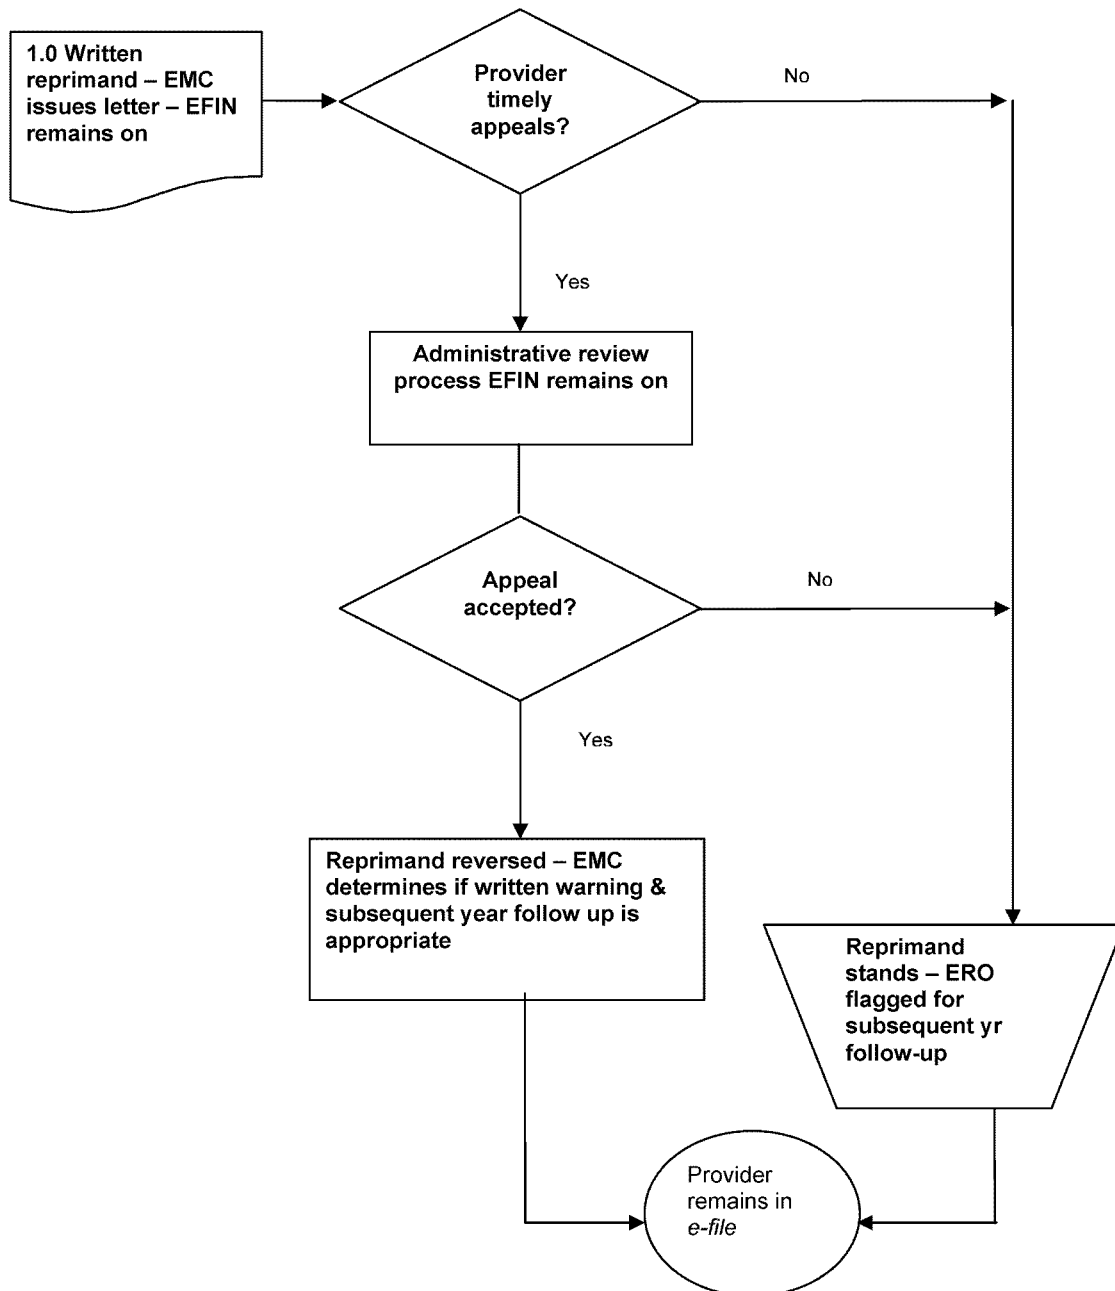 1.0 Written
reprimand – EMC
issues letter – EFIN
remains on
Provider
timely
appeals?
No
Yes
Administrative review
process EFIN remains on
Appeal
accepted?
No
Yes
Reprimand reversed – EMC
determines if written warning &
subsequent year follow up is
appropriate
Reprimand
stands – ERO
flagged for
subsequent yr
follow-up
Provider
remains in
e-file